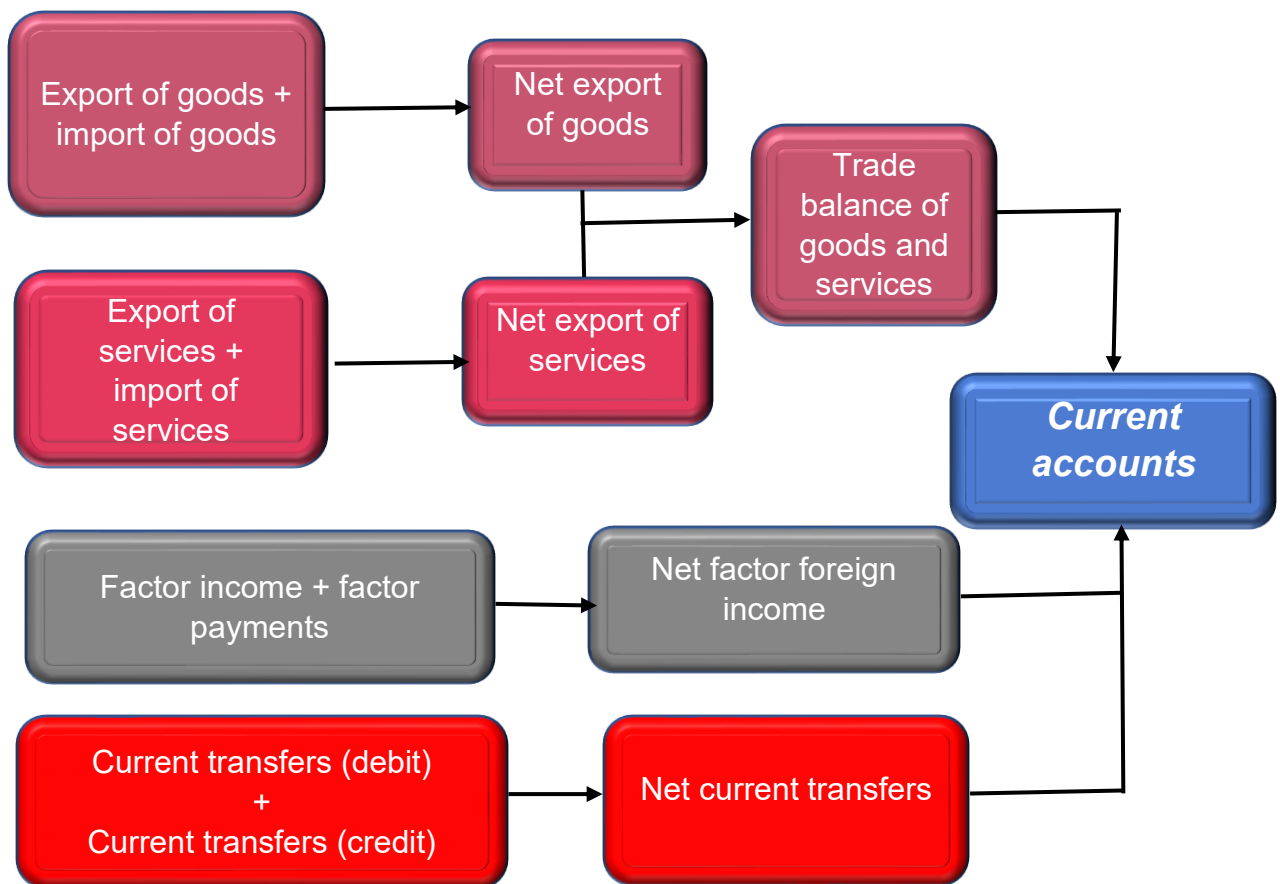 Export of goods +
import of goods
Net export
of goods
Trade
balance of
goods and
services
Export of
services +
import of
services
Net export of
services
Current
accounts
Factor income + factor
payments
Net factor foreign
income
Current transfers (debit)
+
Current transfers (credit)
Net current transfers